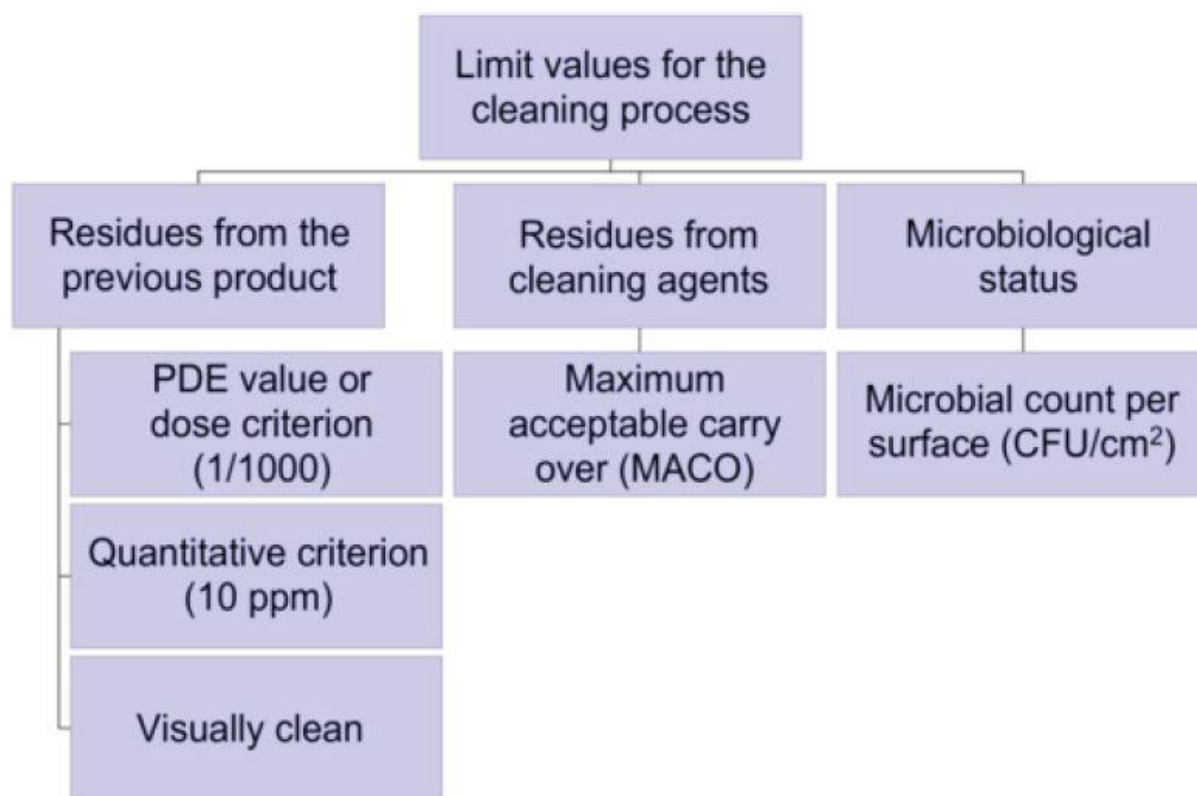 Limit values for the
cleaning process
Residues from the
previous product
Residues from
cleaning agents
Microbiological
status
PDE value or
dose criterion
(1/1000)
Maximum
acceptable carry
over (MACO)
Microbial count per
surface (CFU/cm²)
Quantitative criterion
(10 ppm)
Visually clean